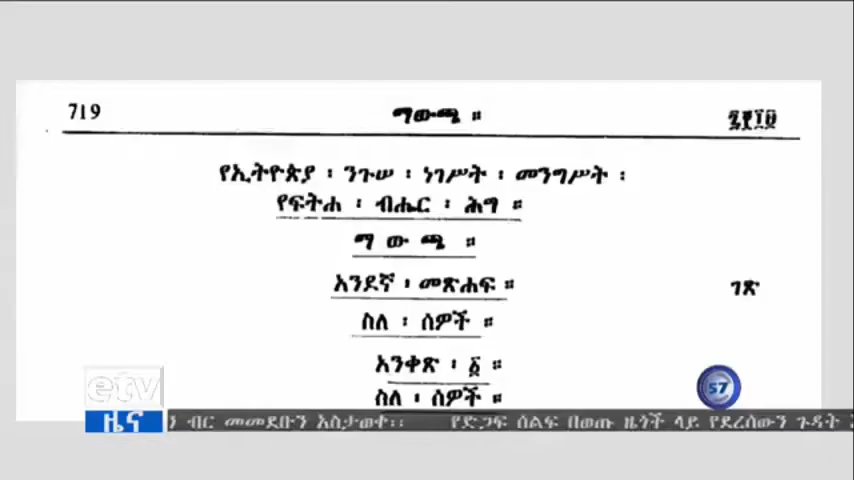 719 ማውጫ ። ፯፻፲፱
የኢትዮጵያ ፡ ንጉሠ ፡ ነገሥት ፡ መንግሥት ፡
የፍትሐ ፡ ብሔር ፡ ሕግ ።
ማ ው ጫ ።
አንደኛ ፡ መጽሐፍ ። ገጽ
ስለ ፡ ሰዎች ።
አንቀጽ ፡ ፩ ።
ስለ ፡ ሰዎች ።
etv
57
ዜና
ብር መመደቡን አስታወቀ፡፡ የድጋፍ ሰልፍ በወጡ ዜጎች ላይ የደረሰውን ጉዳት